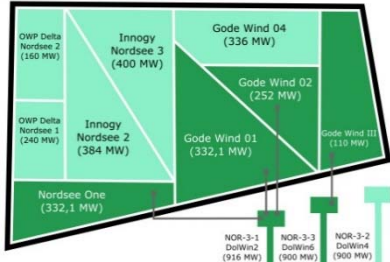 OWP Delta
Nordsee 2
(160 MW)
Innogy
Nordsee 3
(400 MW)
Gode Wind 04
(336 MW)
Gode Wind 02
(252 MW)
OWP Delta
Nordsee 1
(240 MW)
Innogy
Nordsee 2
(384 MW)
Gode Wind 01
(332,1 MW)
Gode Wind III
(110 MW)
Nordsee One
(332,1 MW)
NOR-3-1
DolWin2
(916 MW)
NOR-3-3
DolWin6
(900 MW)
NOR-3-2
DolWin4
(900 MW)